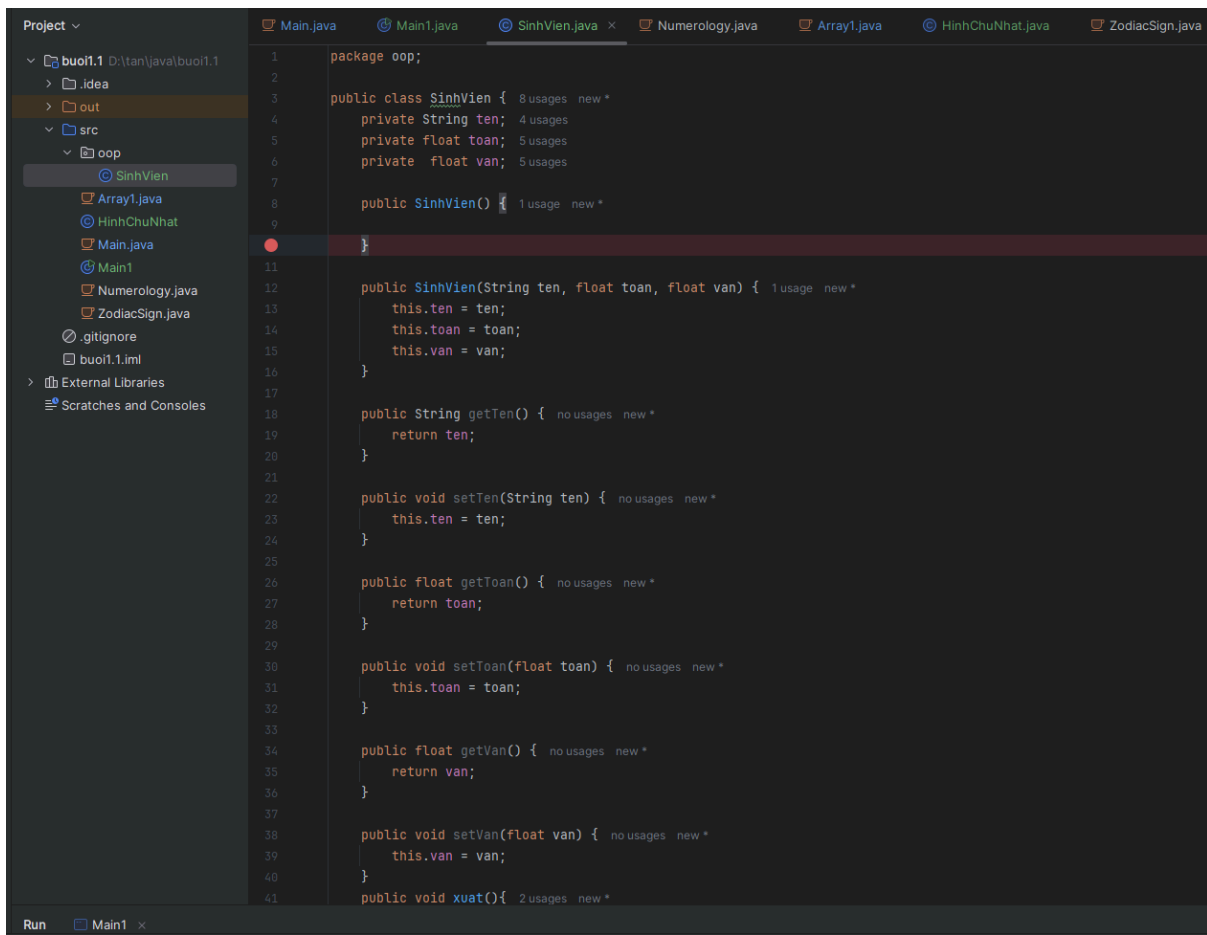 Project
Main.java Main1.java SinhVien.java × Numerology.java Array1.java HinhChuNhat.java ZodiacSign.java
buoi1.1 D:\tan\java\buoi1.1
.idea
out
src
oop
SinhVien
Array1.java
HinhChuNhat
Main.java
Main1
Numerology.java
ZodiacSign.java
.gitignore
buoi1.1.iml
External Libraries
Scratches and Consoles
1 package oop;
2
3 public class SinhVien { 8 usages new *
4 private String ten; 4 usages
5 private float toan; 5 usages
6 private  float van; 5 usages
7
8 public SinhVien() { 1 usage new *
9
}
11
12 public SinhVien(String ten, float toan, float van) { 1 usage new *
13 this.ten = ten;
14 this.toan = toan;
15 this.van = van;
16 }
17
18 public String getTen() { no usages new *
19 return ten;
20 }
21
22 public void setTen(String ten) { no usages new *
23 this.ten = ten;
24 }
25
26 public float getToan() { no usages new *
27 return toan;
28 }
29
30 public void setToan(float toan) { no usages new *
31 this.toan = toan;
32 }
33
34 public float getVan() { no usages new *
35 return van;
36 }
37
38 public void setVan(float van) { no usages new *
39 this.van = van;
40 }
41 public void xuat(){ 2 usages new *
Run Main1 ×